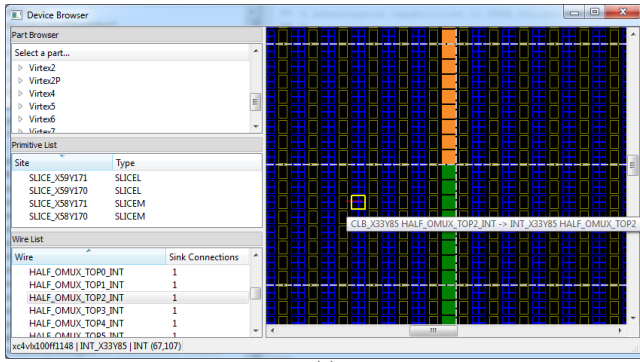 Device Browser
Part Browser
Select a part...
Virtex2
Virtex2P
Virtex4
Virtex5
Virtex6
Virtex7
Primitive List
Site Type
SLICE_X59Y171 SLICEL
SLICE_X59Y170 SLICEL
SLICE_X58Y171 SLICEM
SLICE_X58Y170 SLICEM
CLB_X33Y85 HALF_OMUX_TOP2_INT -> INT_X33Y85 HALF_OMUX_TOP2
Wire List
Wire Sink Connections
HALF_OMUX_TOP0_INT 1
HALF_OMUX_TOP1_INT 1
HALF_OMUX_TOP2_INT 1
HALF_OMUX_TOP3_INT 1
HALF_OMUX_TOP4_INT 1
HALF_OMUX_TOP5_INT 1
xc4vlx100ff1148 | INT_X33Y85 | INT (67,107)